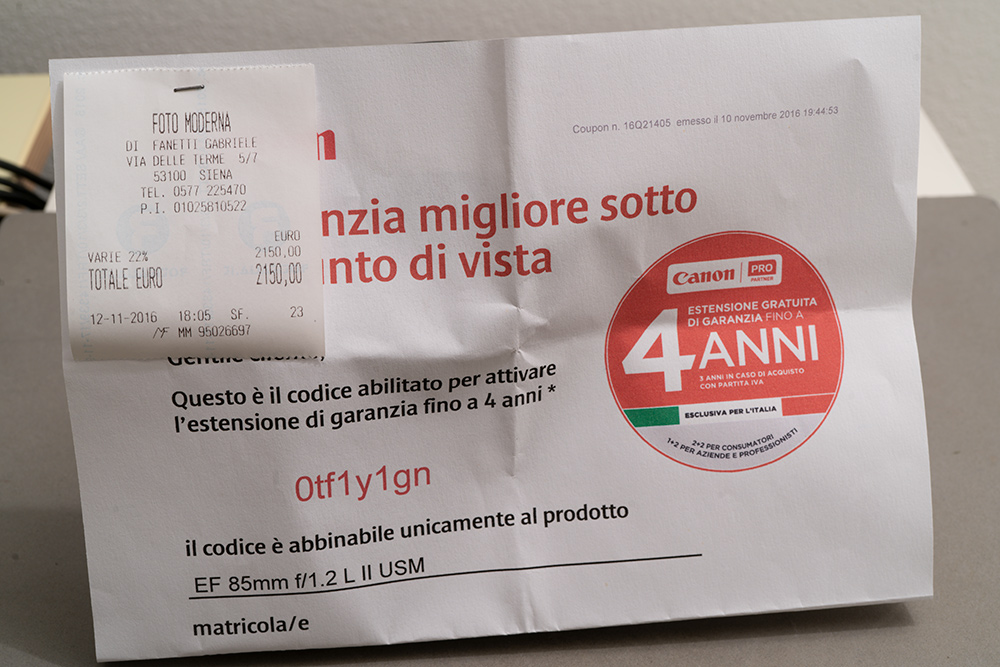 FOTO MODERNA
DI FANETTI GABRIELE
VIA DELLE TERME 5/7
53100 SIENA
TEL. 0577 225470
P.I. 01025810522
EURO
VARIE 22% 2150,00
TOTALE EURO 2150,00
12-11-2016 18:05 SF. 23
MF MM 95026697
n
Coupon n. 16Q21405 emesso il 10 novembre 2016 19:44:53
nzia migliore sotto
nto di vista
Canon PRO
PARTNER
ESTENSIONE GRATUITA
DI GARANZIA FINO A
4 ANNI
3 ANNI IN CASO DI ACQUISTO
CON PARTITA IVA
ESCLUSIVA PER L'ITALIA
2+2 PER CONSUMATORI
1+2 PER AZIENDE E PROFESSIONISTI
Questo è il codice abilitato per attivare
l'estensione di garanzia fino a 4 anni *
0tf1y1gn
il codice è abbinabile unicamente al prodotto
EF 85mm f/1.2 L II USM
matricola/e